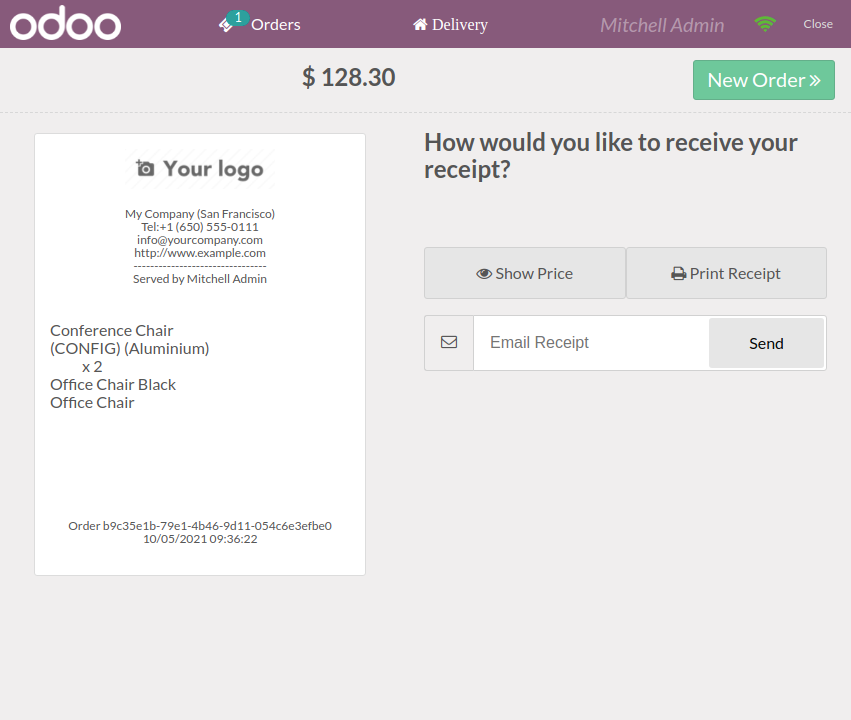 odoo
1
Orders
Delivery
Mitchell Admin
Close
$ 128.30
New Order »
Your logo
My Company (San Francisco)
Tel:+1 (650) 555-0111
info@yourcompany.com
http://www.example.com
--------------------------------
Served by Mitchell Admin
Conference Chair
(CONFIG) (Aluminium)
x 2
Office Chair Black
Office Chair
Order b9c35e1b-79e1-4b46-9d11-054c6e3efbe0
10/05/2021 09:36:22
How would you like to receive your
receipt?
Show Price
Print Receipt
Email Receipt
Send